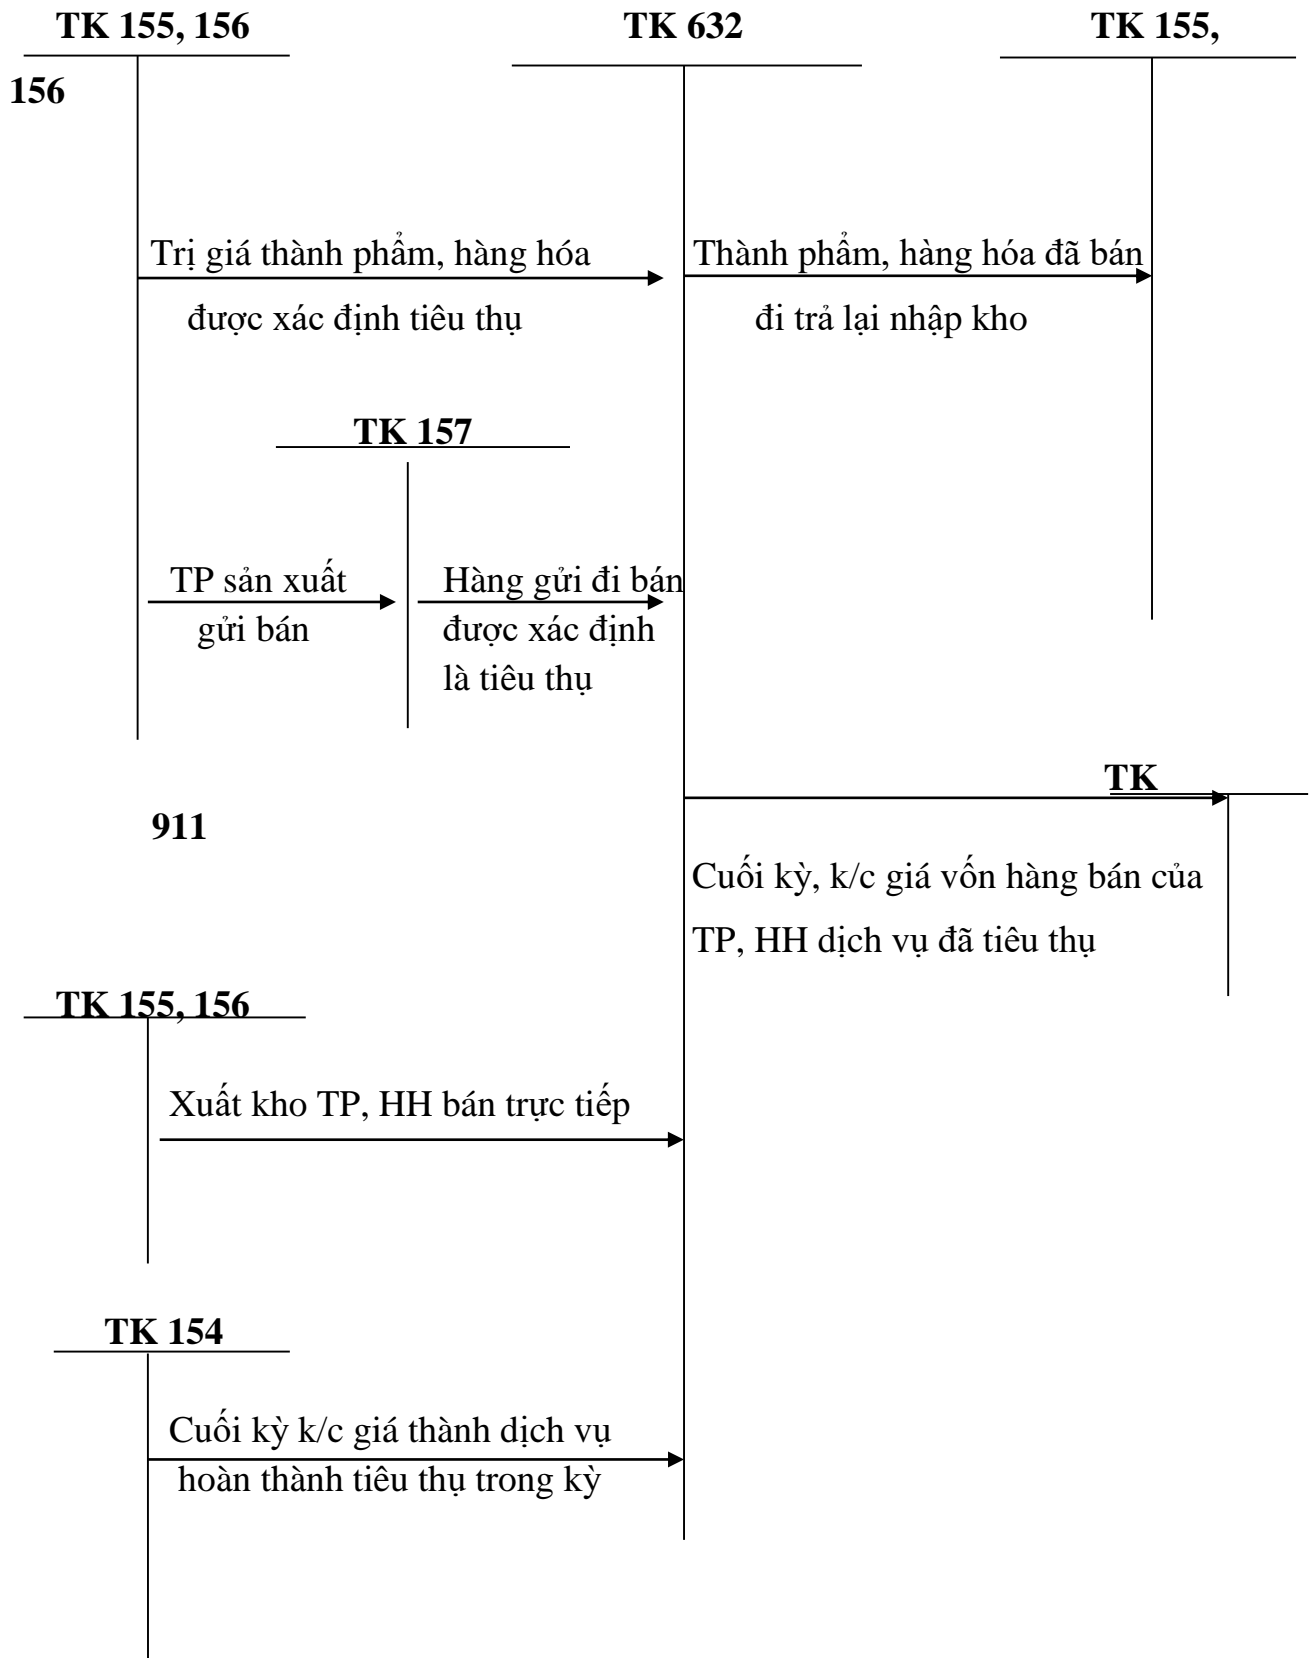 TK 155, 156 TK 632 TK 155,
156
Trị giá thành phẩm, hàng hóa Thành phẩm, hàng hóa đã bán
được xác định tiêu thụ đi trả lại nhập kho
TK 157
TP sản xuất Hàng gửi đi bán
gửi bán được xác định
là tiêu thụ
TK
911
Cuối kỳ, k/c giá vốn hàng bán của
TP, HH dịch vụ đã tiêu thụ
TK 155, 156
Xuất kho TP, HH bán trực tiếp
TK 154
Cuối kỳ k/c giá thành dịch vụ
hoàn thành tiêu thụ trong kỳ